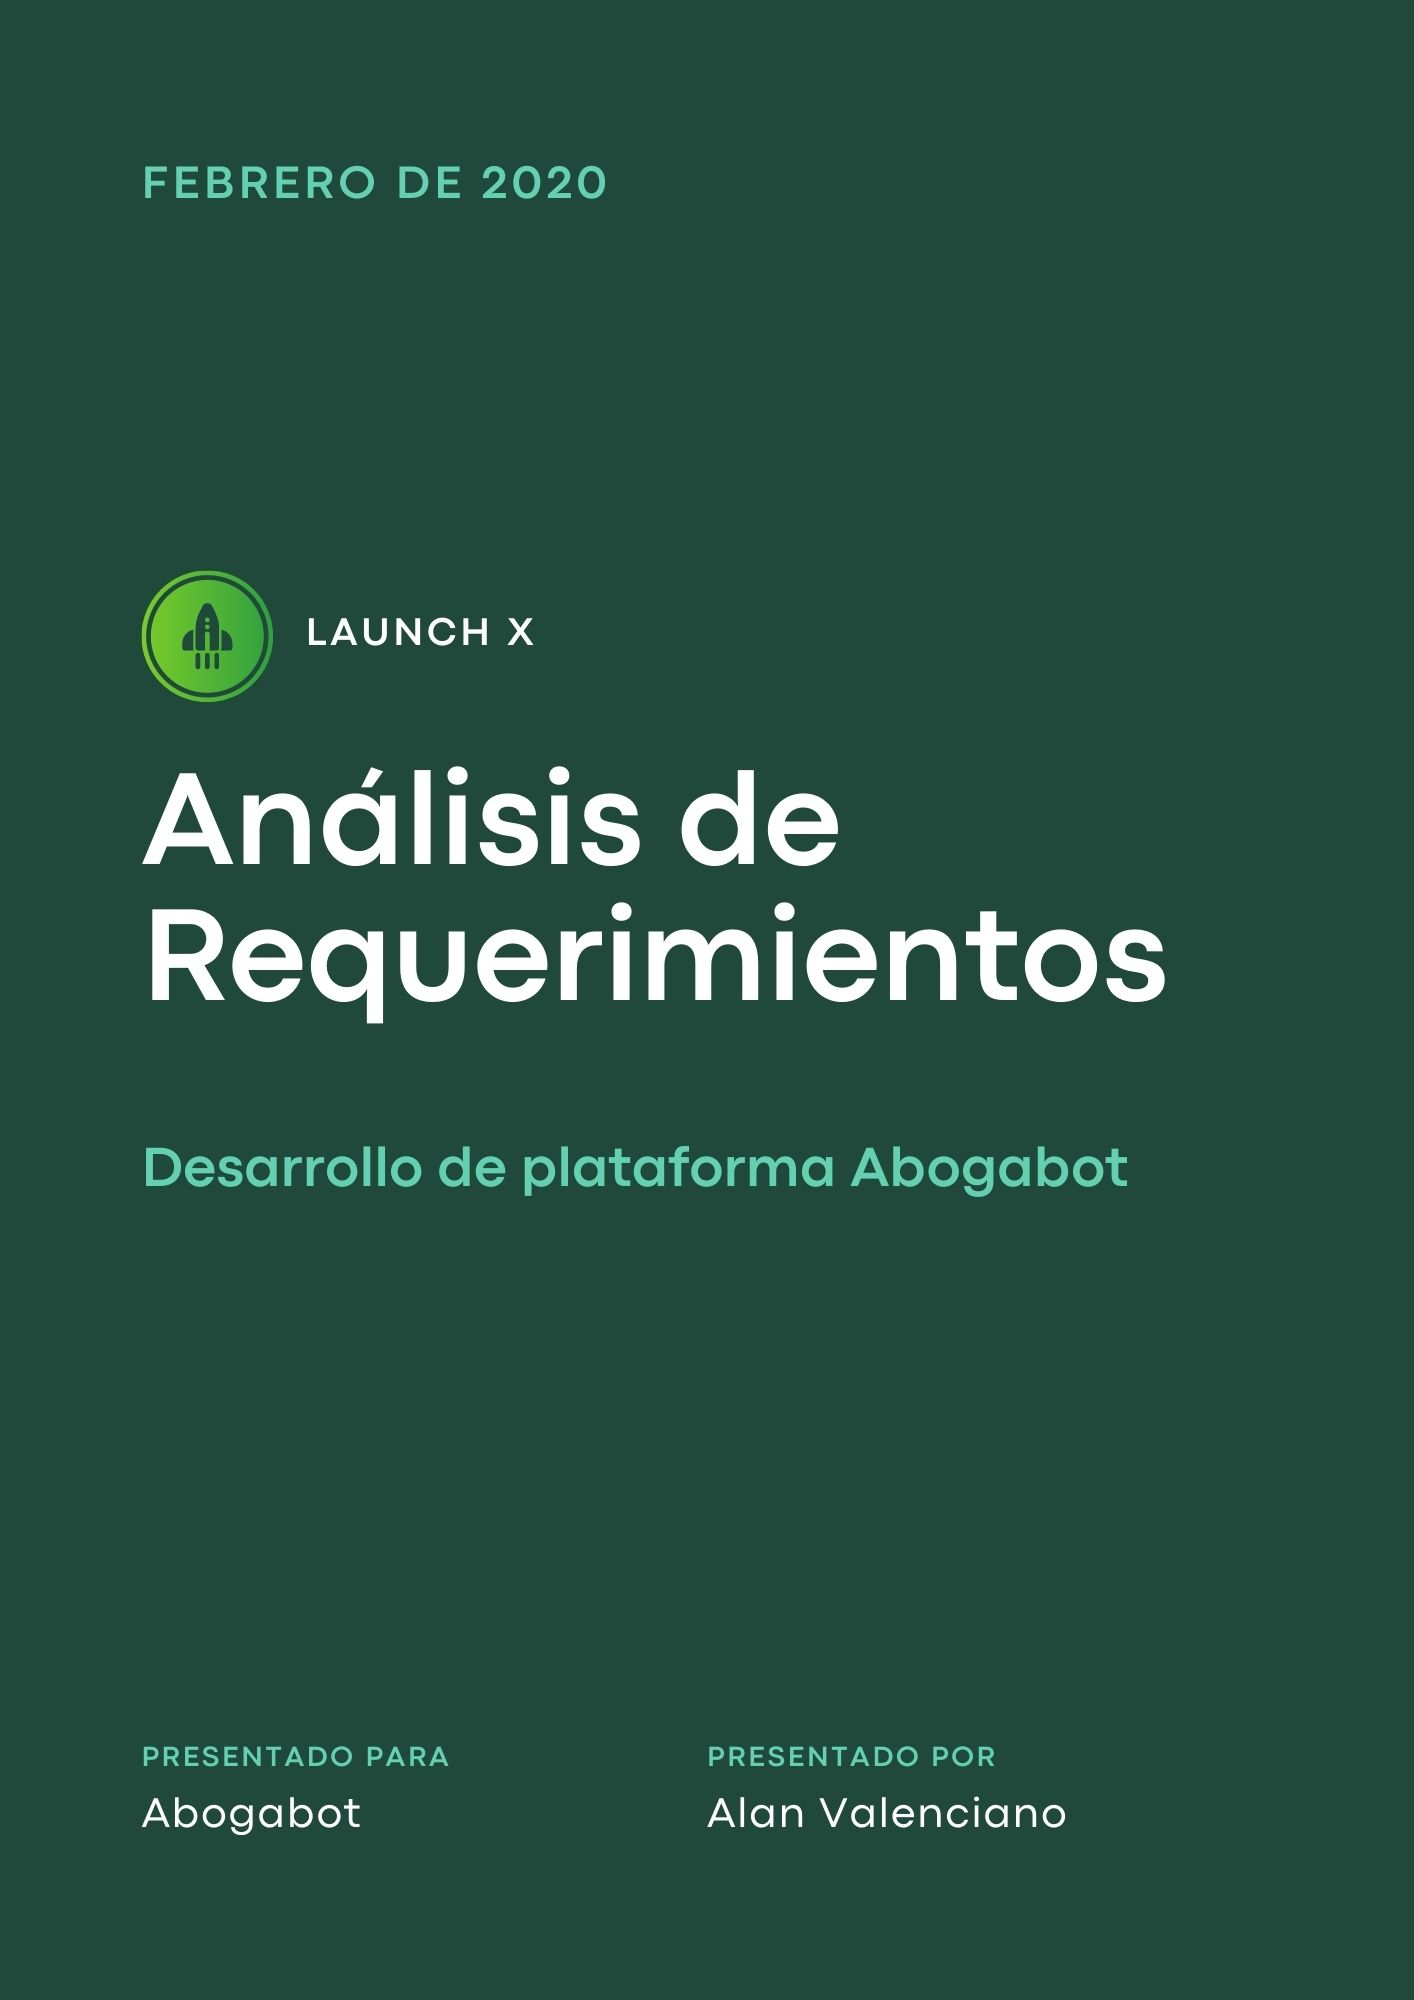 FEBRERO DE 2020
LAUNCH X
Análisis de
Requerimientos
Desarrollo de plataforma Abogabot
PRESENTADO PARA
Abogabot
PRESENTADO POR
Alan Valenciano